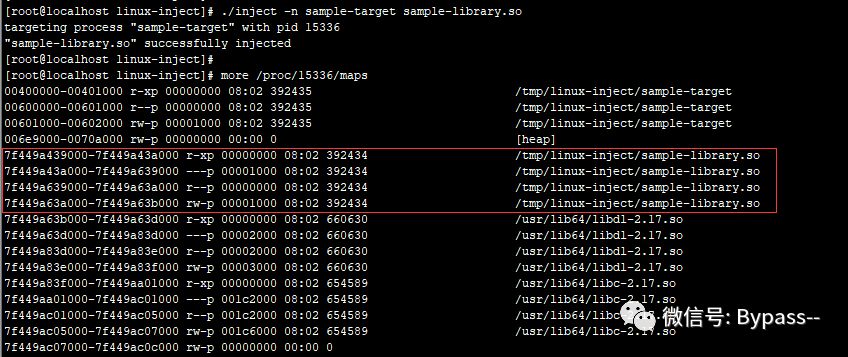 [root@localhost linux-inject]# ./inject -n sample-target sample-library.so
targeting process "sample-target" with pid 15336
"sample-library.so" successfully injected
[root@localhost linux-inject]#
[root@localhost linux-inject]# more /proc/15336/maps
00400000-00401000 r-xp 00000000 08:02 392435 /tmp/linux-inject/sample-target
00600000-00601000 r--p 00000000 08:02 392435 /tmp/linux-inject/sample-target
00601000-00602000 rw-p 00001000 08:02 392435 /tmp/linux-inject/sample-target
006e9000-0070a000 rw-p 00000000 00:00 0 [heap]
7f449a439000-7f449a43a000 r-xp 00000000 08:02 392434 /tmp/linux-inject/sample-library.so
7f449a43a000-7f449a639000 ---p 00001000 08:02 392434 /tmp/linux-inject/sample-library.so
7f449a639000-7f449a63a000 r--p 00000000 08:02 392434 /tmp/linux-inject/sample-library.so
7f449a63a000-7f449a63b000 rw-p 00001000 08:02 392434 /tmp/linux-inject/sample-library.so
7f449a63b000-7f449a63d000 r-xp 00000000 08:02 660630 /usr/lib64/libdl-2.17.so
7f449a63d000-7f449a83d000 ---p 00002000 08:02 660630 /usr/lib64/libdl-2.17.so
7f449a83d000-7f449a83e000 r--p 00002000 08:02 660630 /usr/lib64/libdl-2.17.so
7f449a83e000-7f449a83f000 rw-p 00003000 08:02 660630 /usr/lib64/libdl-2.17.so
7f449a83f000-7f449aa01000 r-xp 00000000 08:02 654589 /usr/lib64/libc-2.17.so
7f449aa01000-7f449ac01000 ---p 001c2000 08:02 654589 /usr/lib64/libc-2.17.so
7f449ac01000-7f449ac05000 r--p 001c2000 08:02 654589 /usr/lib64/libc-2.17.so
7f449ac05000-7f449ac07000 rw-p 001c6000 08:02 654589 /usr/lib64/libc-2.17.so
7f449ac07000-7f449ac0c000 rw-p 00000000 00:00 0
微信号: Bypass--